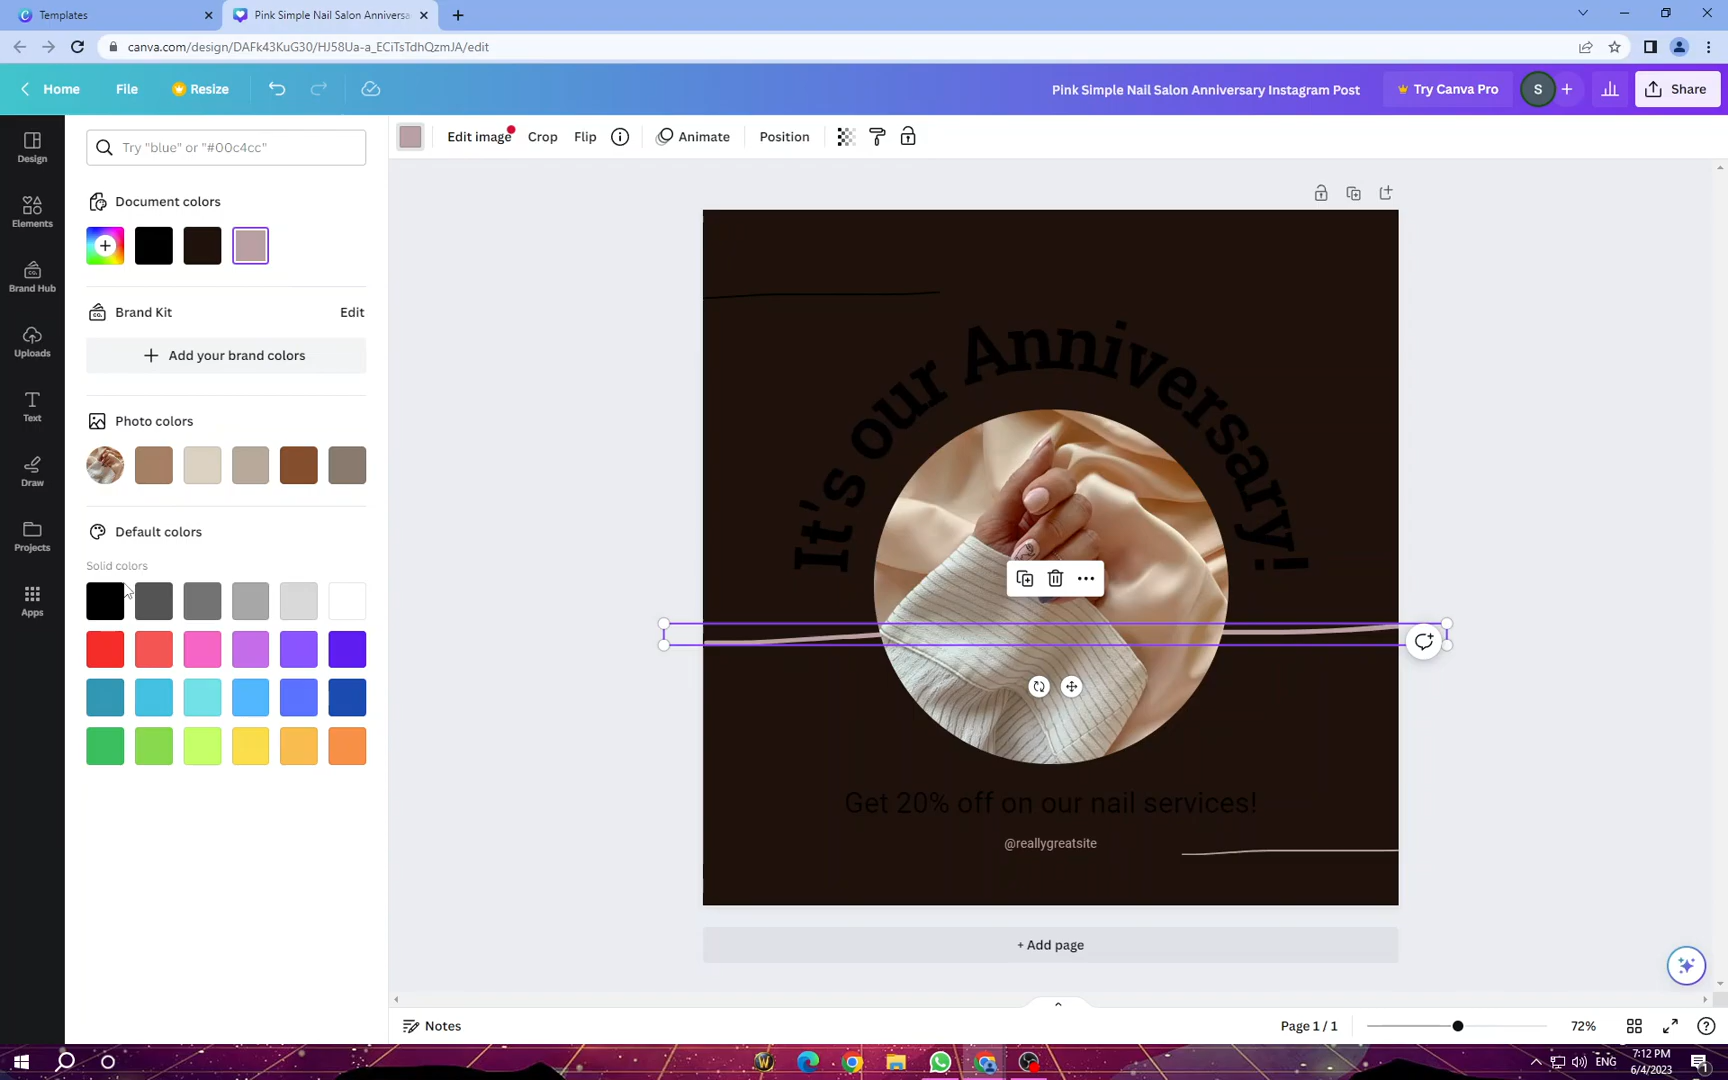 Templates
Pink Simple Nail Salon Anniversa
canva.com/design/DAFk43KuG30/HJ58Ua-a_ECiTsTdhQzmJA/edit
Home
File
Resize
Pink Simple Nail Salon Anniversary Instagram Post
Try Canva Pro
S
Share
Design
Elements
Brand Hub
CO.
Uploads
Text
Draw
Projects
Apps
Try "blue" or "#00c4cc"
Document colors
Brand Kit
Edit
Add your brand colors
Photo colors
Default colors
Solid colors
Edit image
Crop
Flip
Animate
Position
It's our Anniversary!
Get 20% off on our nail services!
@reallygreatsite
+ Add page
Notes
Page 1 / 1
72%
ENG
7:12 PM
6/4/2023
1